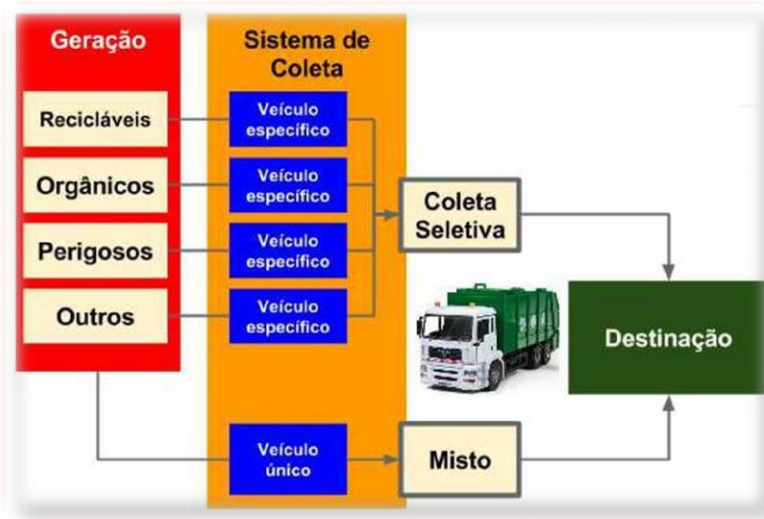 Geração
Sistema de
Coleta
Recicláveis
Veículo
específico
Orgânicos
Veículo
específico
Perigosos
Veículo
específico
Outros
Veículo
específico
Coleta
Seletiva
Destinação
Veículo
único
Misto